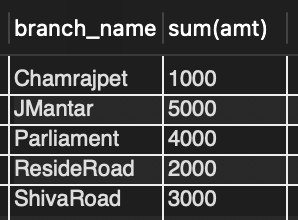 branch_name sum(amt)
Chamrajpet 1000
JMantar 5000
Parliament 4000
ResideRoad 2000
ShivaRoad 3000